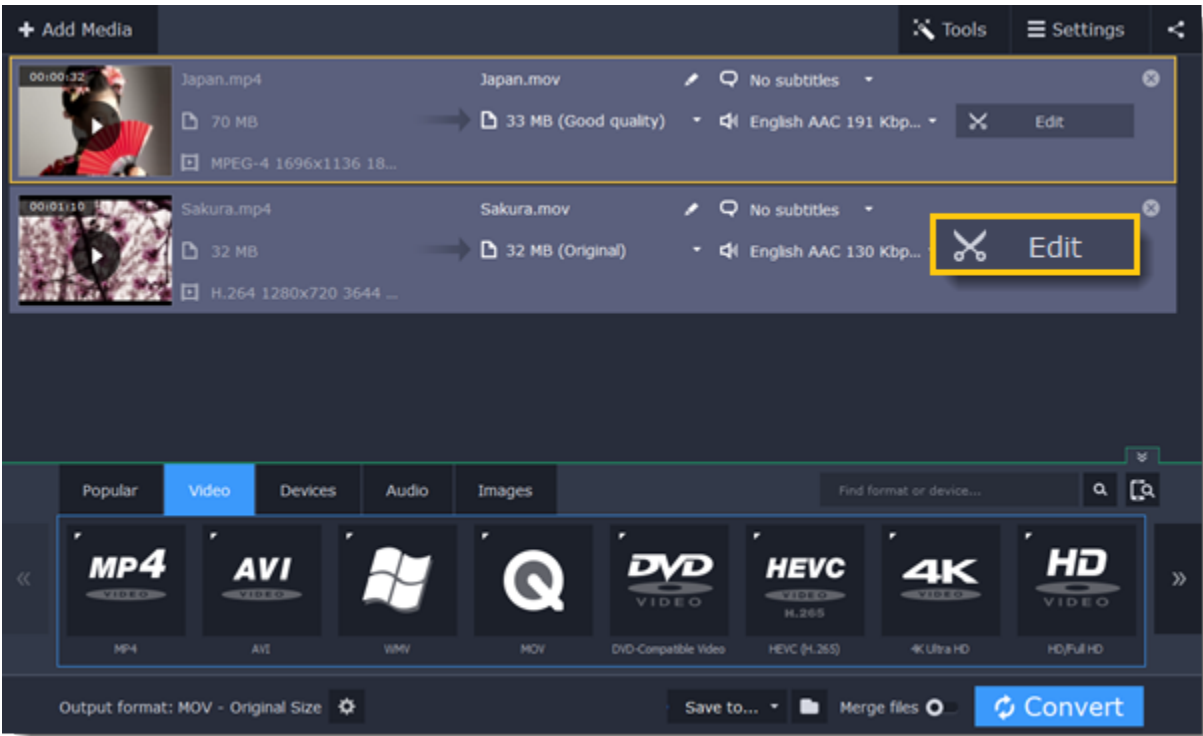 Add Media
Tools
Settings
00:00:32
Japan.mp4
Japan.mov
No subtitles
70 MB
33 MB (Good quality)
English AAC 191 Kbp...
Edit
MPEG-4 1696x1136 18...
00:01:10
Sakura.mp4
Sakura.mov
No subtitles
32 MB
32 MB (Original)
English AAC 130 Kbp...
Edit
H.264 1280x720 3644 ...
Popular
Video
Devices
Audio
Images
Find format or device...
MP4 VIDEO
AVI VIDEO
DVD VIDEO
HEVC VIDEO H.265
4K VIDEO
HD VIDEO
MP4
AVI
WMV
MOV
DVD-Compatible Video
HEVC (H.265)
4K Ultra HD
HD/Full HD
Output format: MOV - Original Size
Save to...
Merge files
Convert